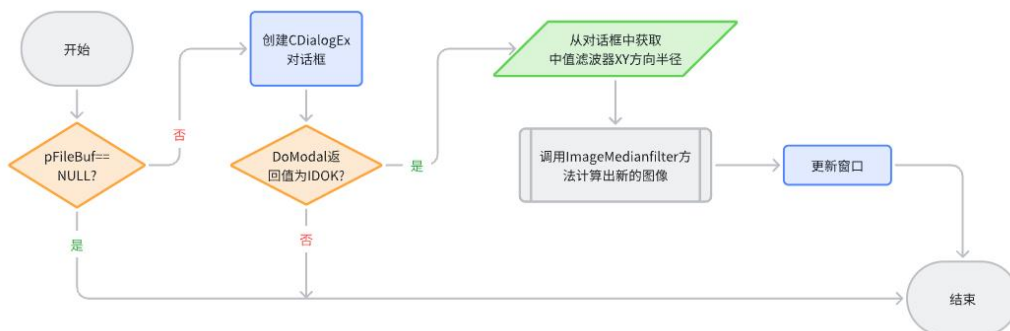 开始
pFileBuf==
NULL?
是
否
创建CDialogEx
对话框
DoModal返
回值为IDOK?
否
是
从对话框中获取
中值滤波器XY方向半径
调用ImageMedianfilter方
法计算出新的图像
更新窗口
结束